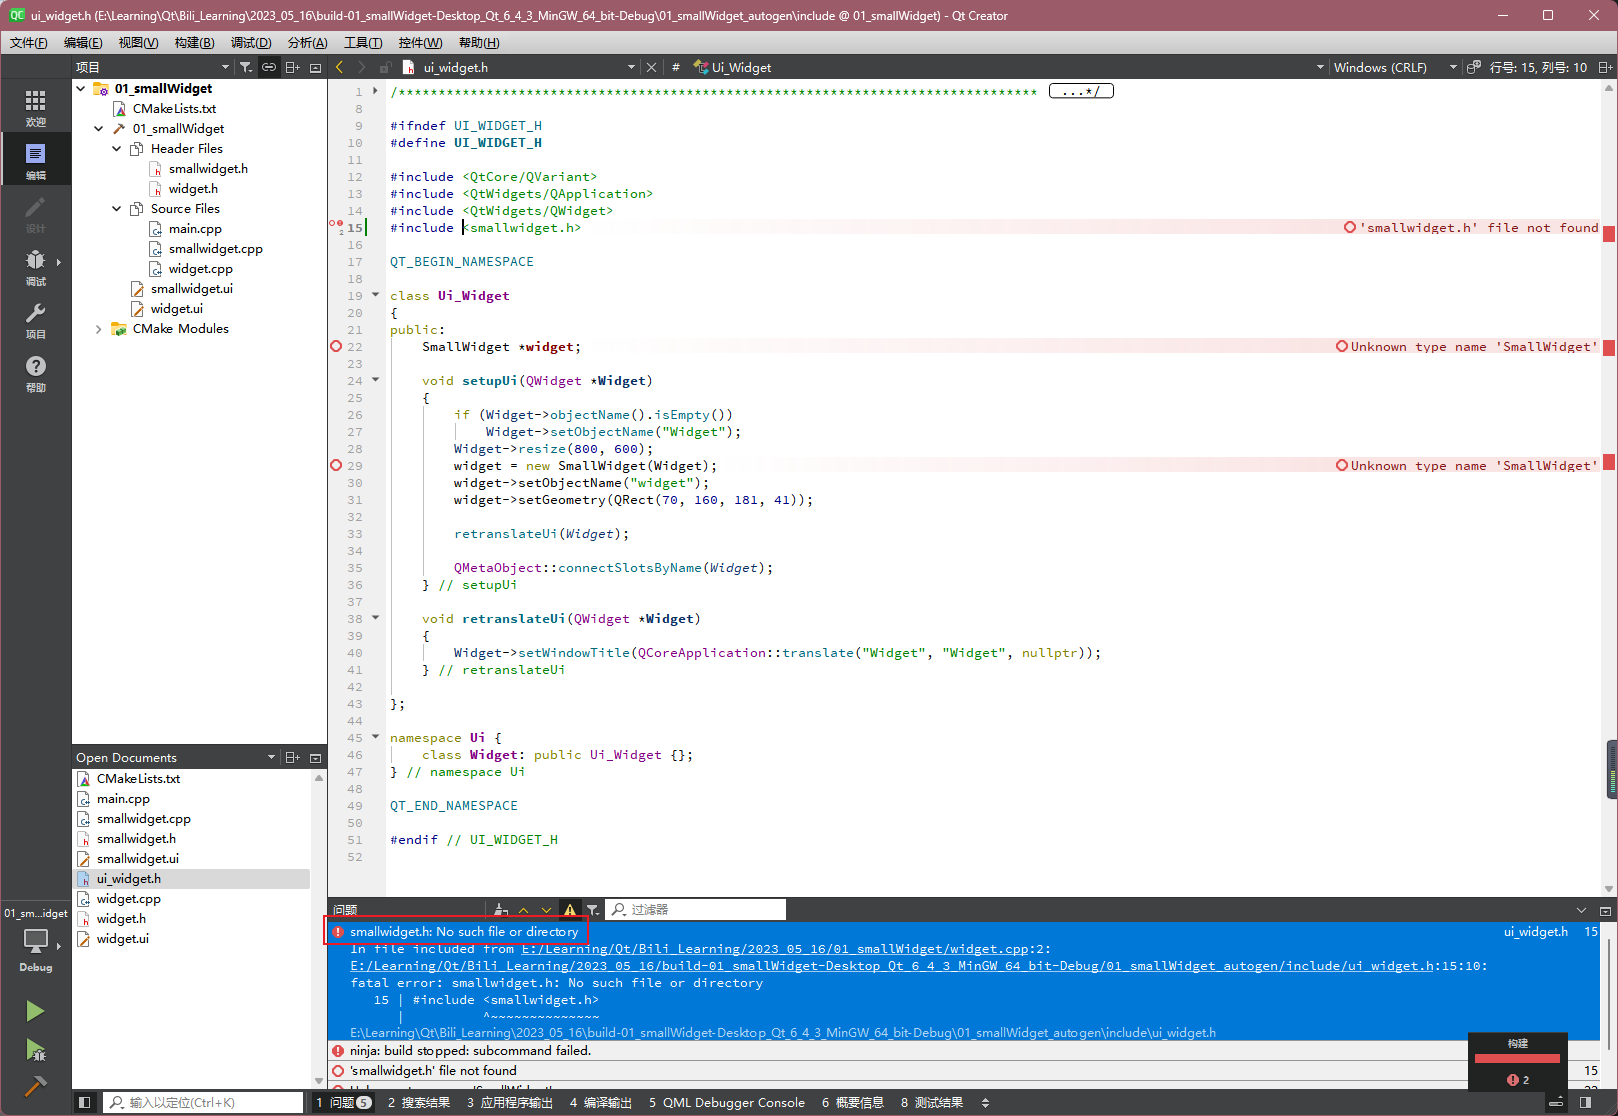 ui_widget.h (E:\Learning\Qt\Bili_Learning\2023_05_16\build-01_smallWidget-Desktop_Qt_6_4_3_MinGW_64_bit-Debug\01_smallWidget_autogen\include @ 01_smallWidget) - Qt Creator
文件(F) 编辑(E) 视图(V) 构建(B) 调试(D) 分析(A) 工具(T) 控件(W) 帮助(H)
项目
ui_widget.h
# Ui_Widget
Windows (CRLF)
行号: 15, 列号: 10
欢迎
编辑
设计
调试
项目
帮助
01_smallWidget
CMakeLists.txt
01_smallWidget
Header Files
smallwidget.h
widget.h
Source Files
main.cpp
smallwidget.cpp
widget.cpp
smallwidget.ui
widget.ui
CMake Modules
1 /******************************************************************************** ...*/
8
9 #ifndef UI_WIDGET_H
10 #define UI_WIDGET_H
11
12 #include <QtCore/QVariant>
13 #include <QtWidgets/QApplication>
14 #include <QtWidgets/QWidget>
2 15 #include <smallwidget.h> 'smallwidget.h' file not found
16
17 QT_BEGIN_NAMESPACE
18
19 class Ui_Widget
20 {
21 public:
22 SmallWidget *widget; Unknown type name 'SmallWidget'
23
24 void setupUi(QWidget *Widget)
25 {
26 if (Widget->objectName().isEmpty())
27 Widget->setObjectName("Widget");
28 Widget->resize(800, 600);
29 widget = new SmallWidget(Widget); Unknown type name 'SmallWidget'
30 widget->setObjectName("widget");
31 widget->setGeometry(QRect(70, 160, 181, 41));
32
33 retranslateUi(Widget);
34
35 QMetaObject::connectSlotsByName(Widget);
36 } // setupUi
37
38 void retranslateUi(QWidget *Widget)
39 {
40 Widget->setWindowTitle(QCoreApplication::translate("Widget", "Widget", nullptr));
41 } // retranslateUi
42
43 };
44
45 namespace Ui {
46 class Widget: public Ui_Widget {};
47 } // namespace Ui
48
49 QT_END_NAMESPACE
50
51 #endif // UI_WIDGET_H
52
Open Documents
CMakeLists.txt
main.cpp
smallwidget.cpp
smallwidget.h
smallwidget.ui
ui_widget.h
widget.cpp
widget.h
widget.ui
01_sm...idget
Debug
问题
过滤器
smallwidget.h: No such file or directory ui_widget.h 15
In file included from E:/Learning/Qt/Bili_Learning/2023_05_16/01_smallWidget/widget.cpp:2:
E:/Learning/Qt/Bili_Learning/2023_05_16/build-01_smallWidget-Desktop_Qt_6_4_3_MinGW_64_bit-Debug/01_smallWidget_autogen/include/ui_widget.h:15:10:
fatal error: smallwidget.h: No such file or directory
15 | #include <smallwidget.h>
| ^~~~~~~~~~~~~~~
E:\Learning\Qt\Bili_Learning\2023_05_16\build-01_smallWidget-Desktop_Qt_6_4_3_MinGW_64_bit-Debug\01_smallWidget_autogen\include\ui_widget.h
ninja: build stopped: subcommand failed.
'smallwidget.h' file not found 15
构建
2
输入以定位(Ctrl+K)
1 问题 5 2 搜索结果 3 应用程序输出 4 编译输出 5 QML Debugger Console 6 概要信息 8 测试结果